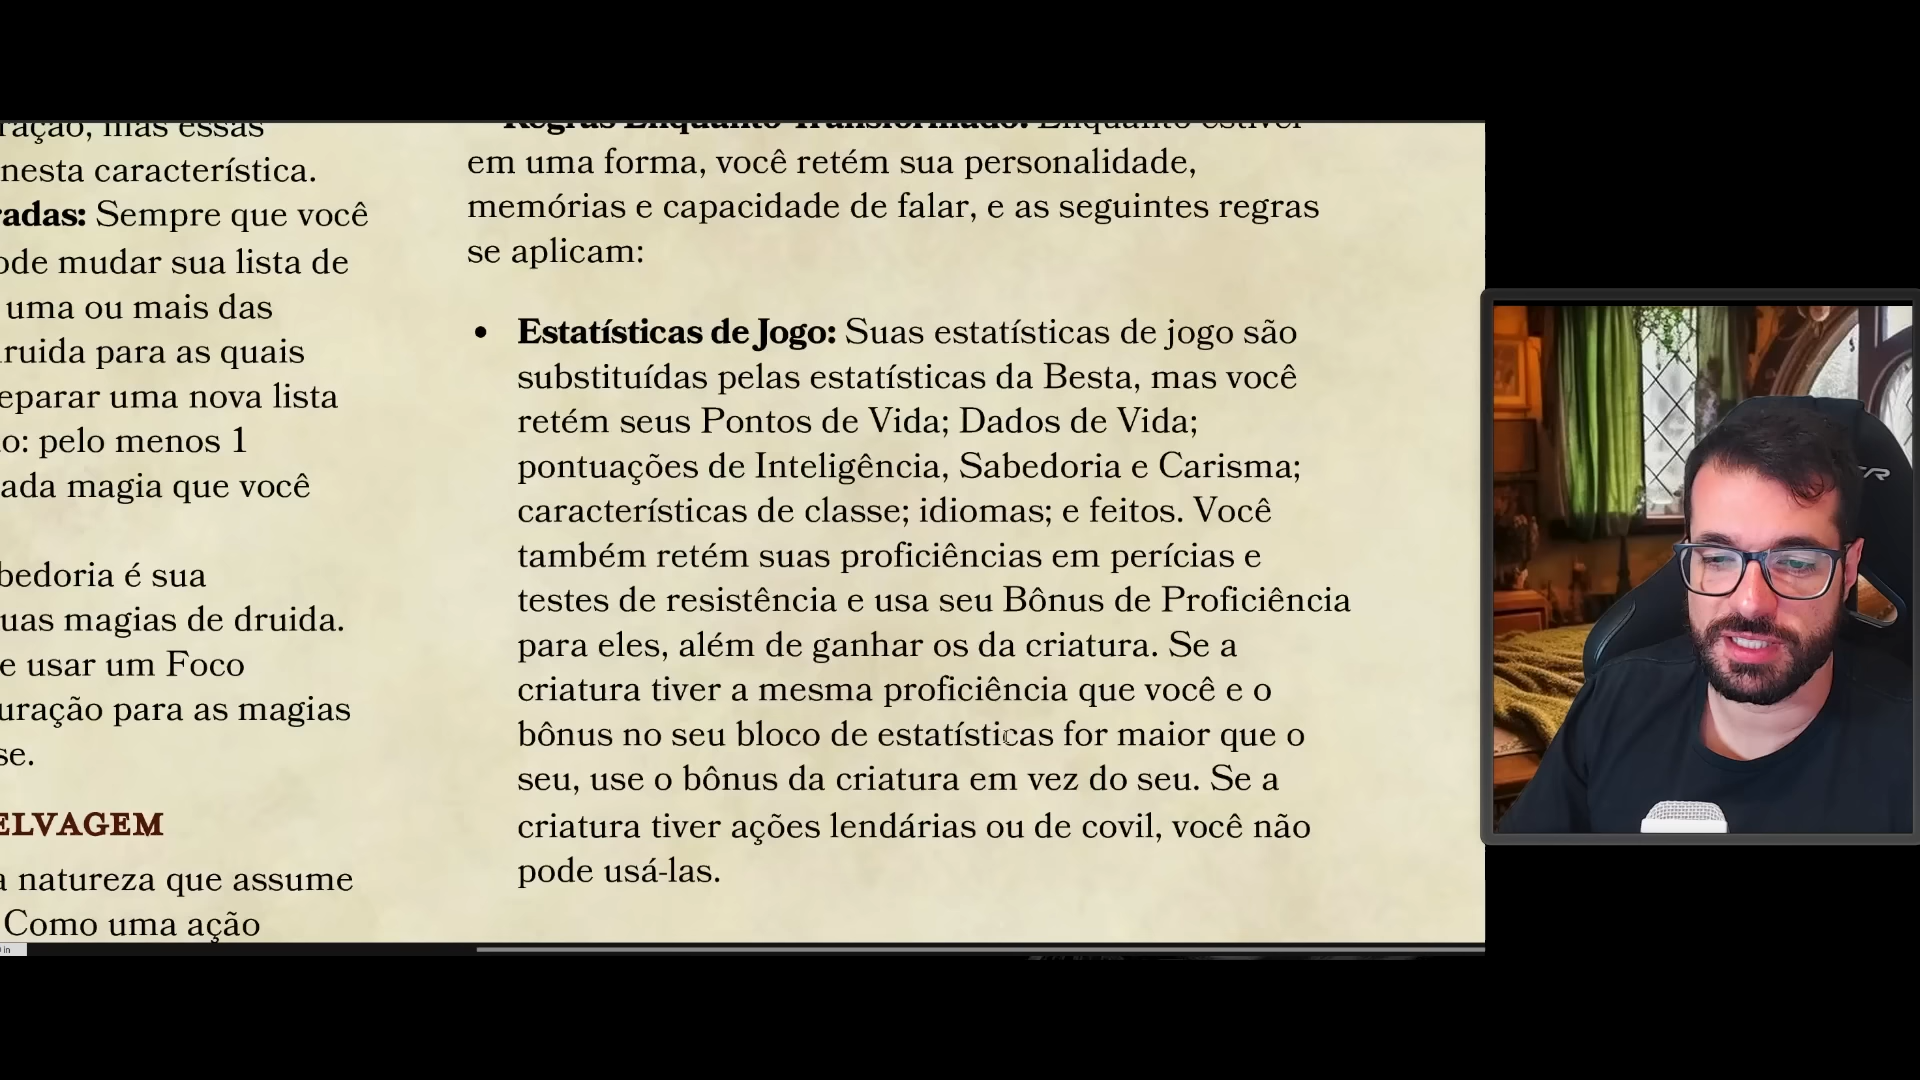 ração, mas essas
nesta característica.
radas: Sempre que você
ode mudar sua lista de
uma ou mais das
ruida para as quais
eparar uma nova lista
o: pelo menos 1
ada magia que você
bedoria é sua
uas magias de druida.
e usar um Foco
uração para as magias
se.
ELVAGEM
a natureza que assume
Como uma ação
Regras Enquanto Transformado: Enquanto estiver
em uma forma, você retém sua personalidade,
memórias e capacidade de falar, e as seguintes regras
se aplicam:
• Estatísticas de Jogo: Suas estatísticas de jogo são
substituídas pelas estatísticas da Besta, mas você
retém seus Pontos de Vida; Dados de Vida;
pontuações de Inteligência, Sabedoria e Carisma;
características de classe; idiomas; e feitos. Você
também retém suas proficiências em perícias e
testes de resistência e usa seu Bônus de Proficiência
para eles, além de ganhar os da criatura. Se a
criatura tiver a mesma proficiência que você e o
bônus no seu bloco de estatísticas for maior que o
seu, use o bônus da criatura em vez do seu. Se a
criatura tiver ações lendárias ou de covil, você não
pode usá-las.